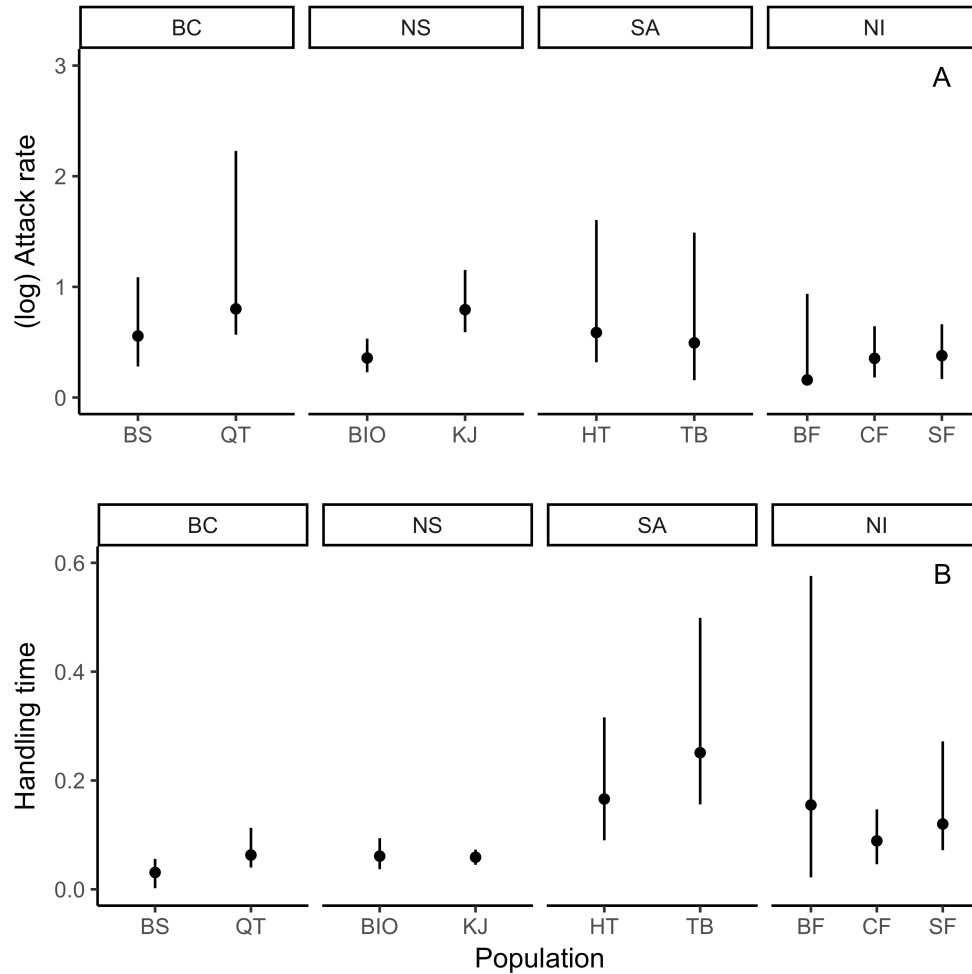 BC NS SA NI
A
3
2
1
0
(log) Attack rate
BS QT BIO KJ HT TB BF CF SF
BC NS SA NI
B
0.6
0.4
0.2
0.0
Handling time
BS QT BIO KJ HT TB BF CF SF
Population